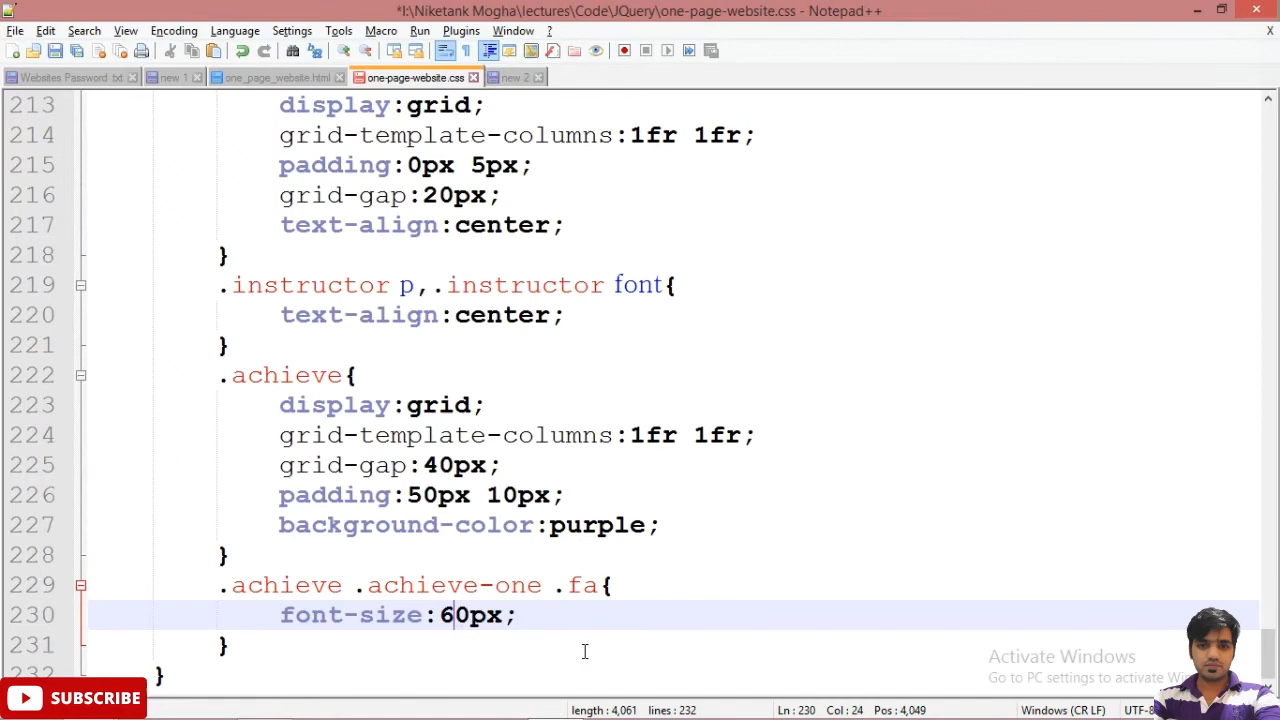 *I:\Niketank Mogha\lectures\Code\JQuery\one-page-website.css - Notepad++
File Edit Search View Encoding Language Settings Tools Macro Run Plugins Window ? X
Websites Password txt new 1 one_page_website.html one-page-website.css new 2
213 display:grid;
214 grid-template-columns:1fr 1fr;
215 padding:0px 5px;
216 grid-gap:20px;
217 text-align:center;
218 }
219 .instructor p,.instructor font{
220 text-align:center;
221 }
222 .achieve{
223 display:grid;
224 grid-template-columns:1fr 1fr;
225 grid-gap:40px;
226 padding:50px 10px;
227 background-color:purple;
228 }
229 .achieve .achieve-one .fa{
230 font-size:60px;
231 }
232 }
Activate Windows
Go to PC settings to activate Win
SUBSCRIBE
length : 4,061 lines : 232 Ln : 230 Col : 24 Pos : 4,049 Windows (CR LF) UTF-8